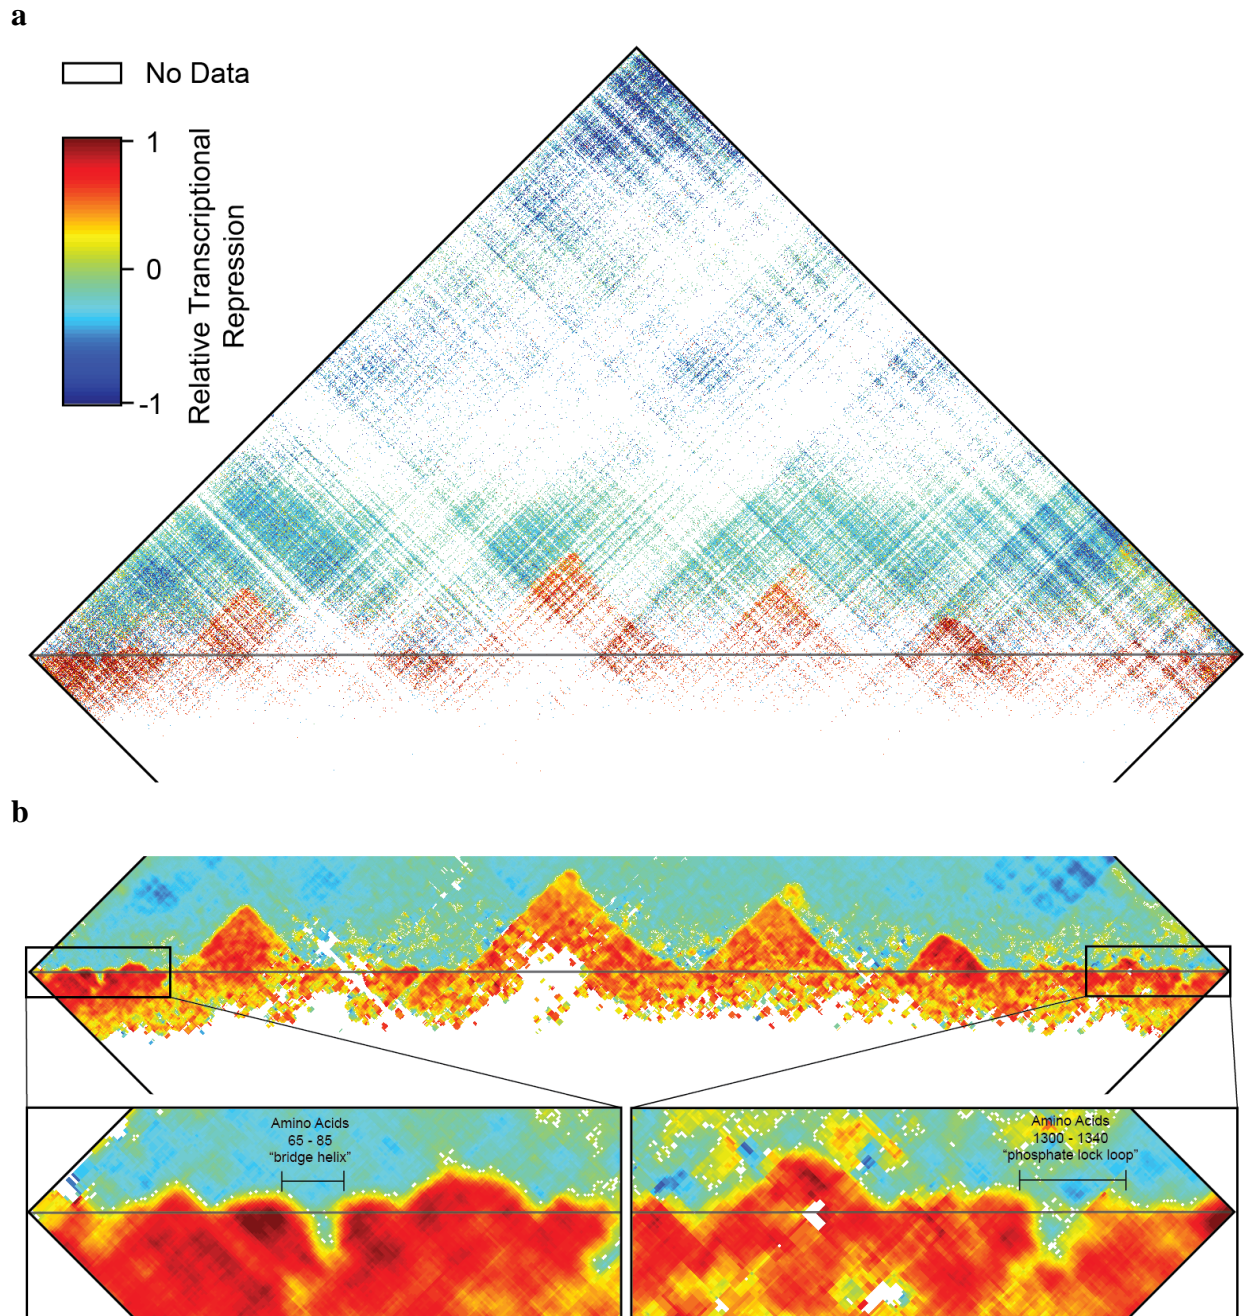 a
No Data
1
0
-1
Relative Transcriptional
Repression
b
Amino Acids
65 - 85
“bridge helix”
Amino Acids
1300 - 1340
“phosphate lock loop”